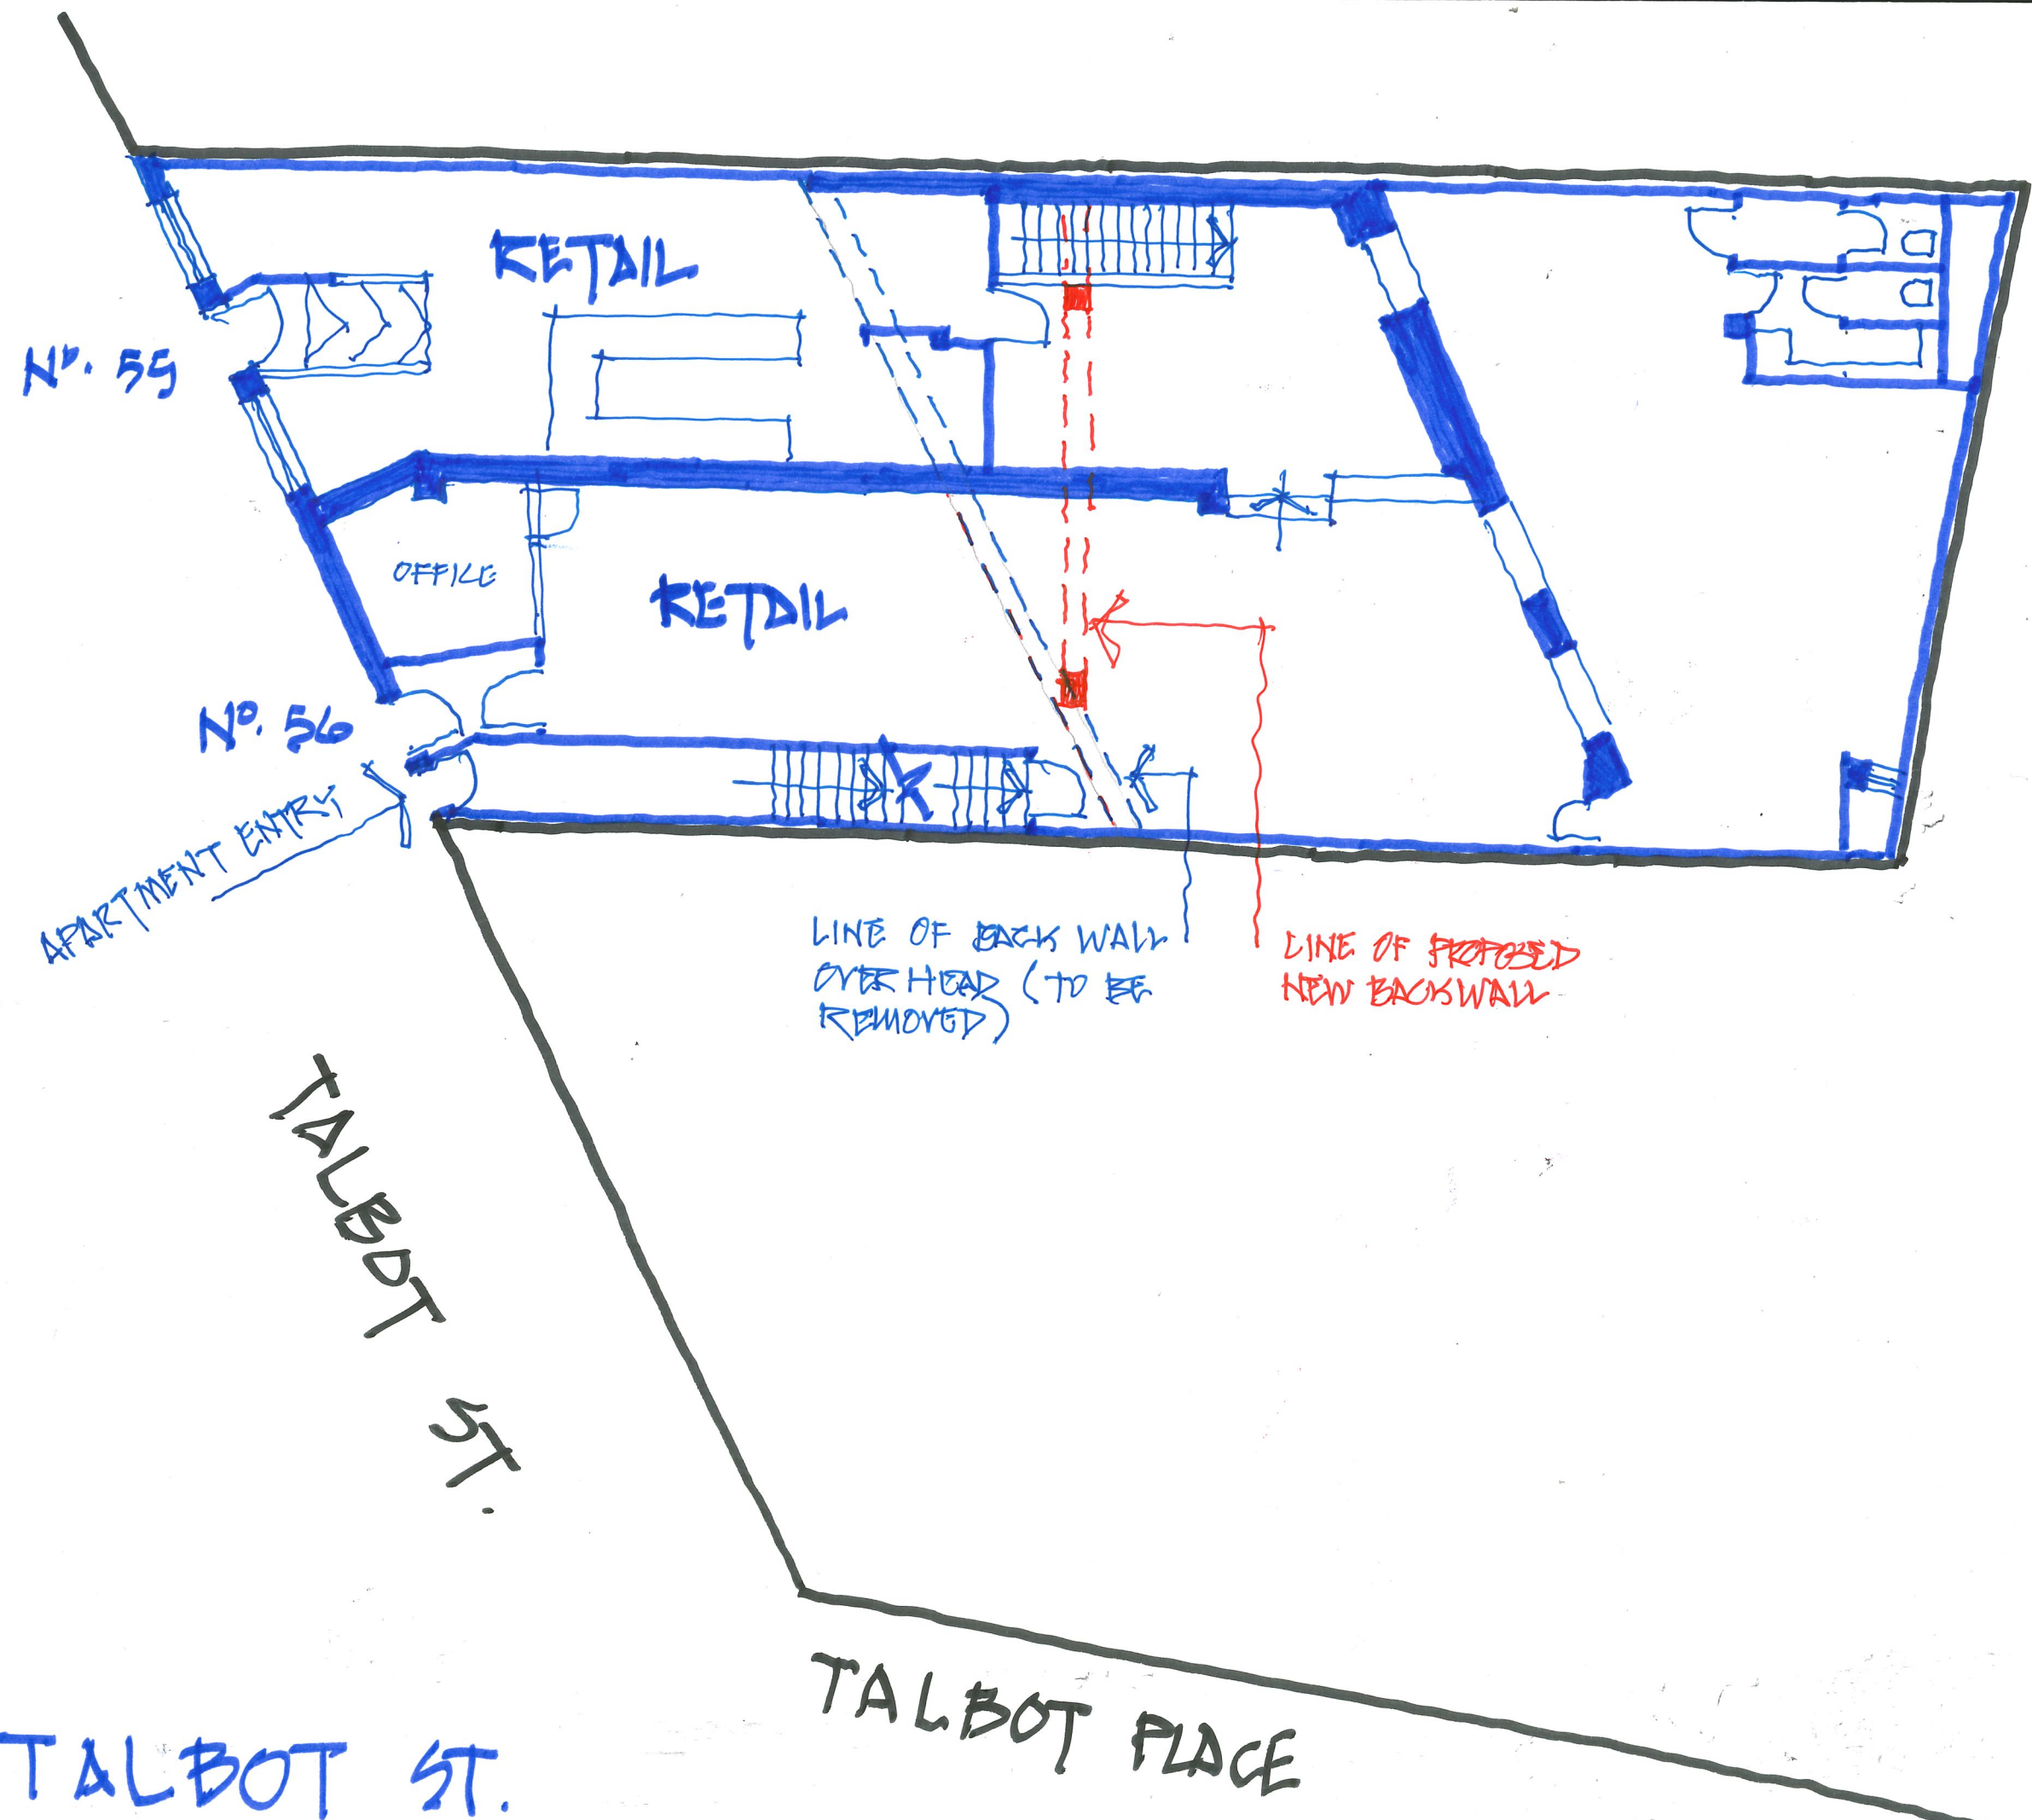 RETAIL
No. 55
OFFICE
RETAIL
No. 56
APARTMENT ENTRY
LINE OF BACK WALL
OVERHEAD (TO BE
REMOVED)
LINE OF PROPOSED
NEW BACKWALL
TALBOT ST.
TALBOT PLACE
TALBOT ST.